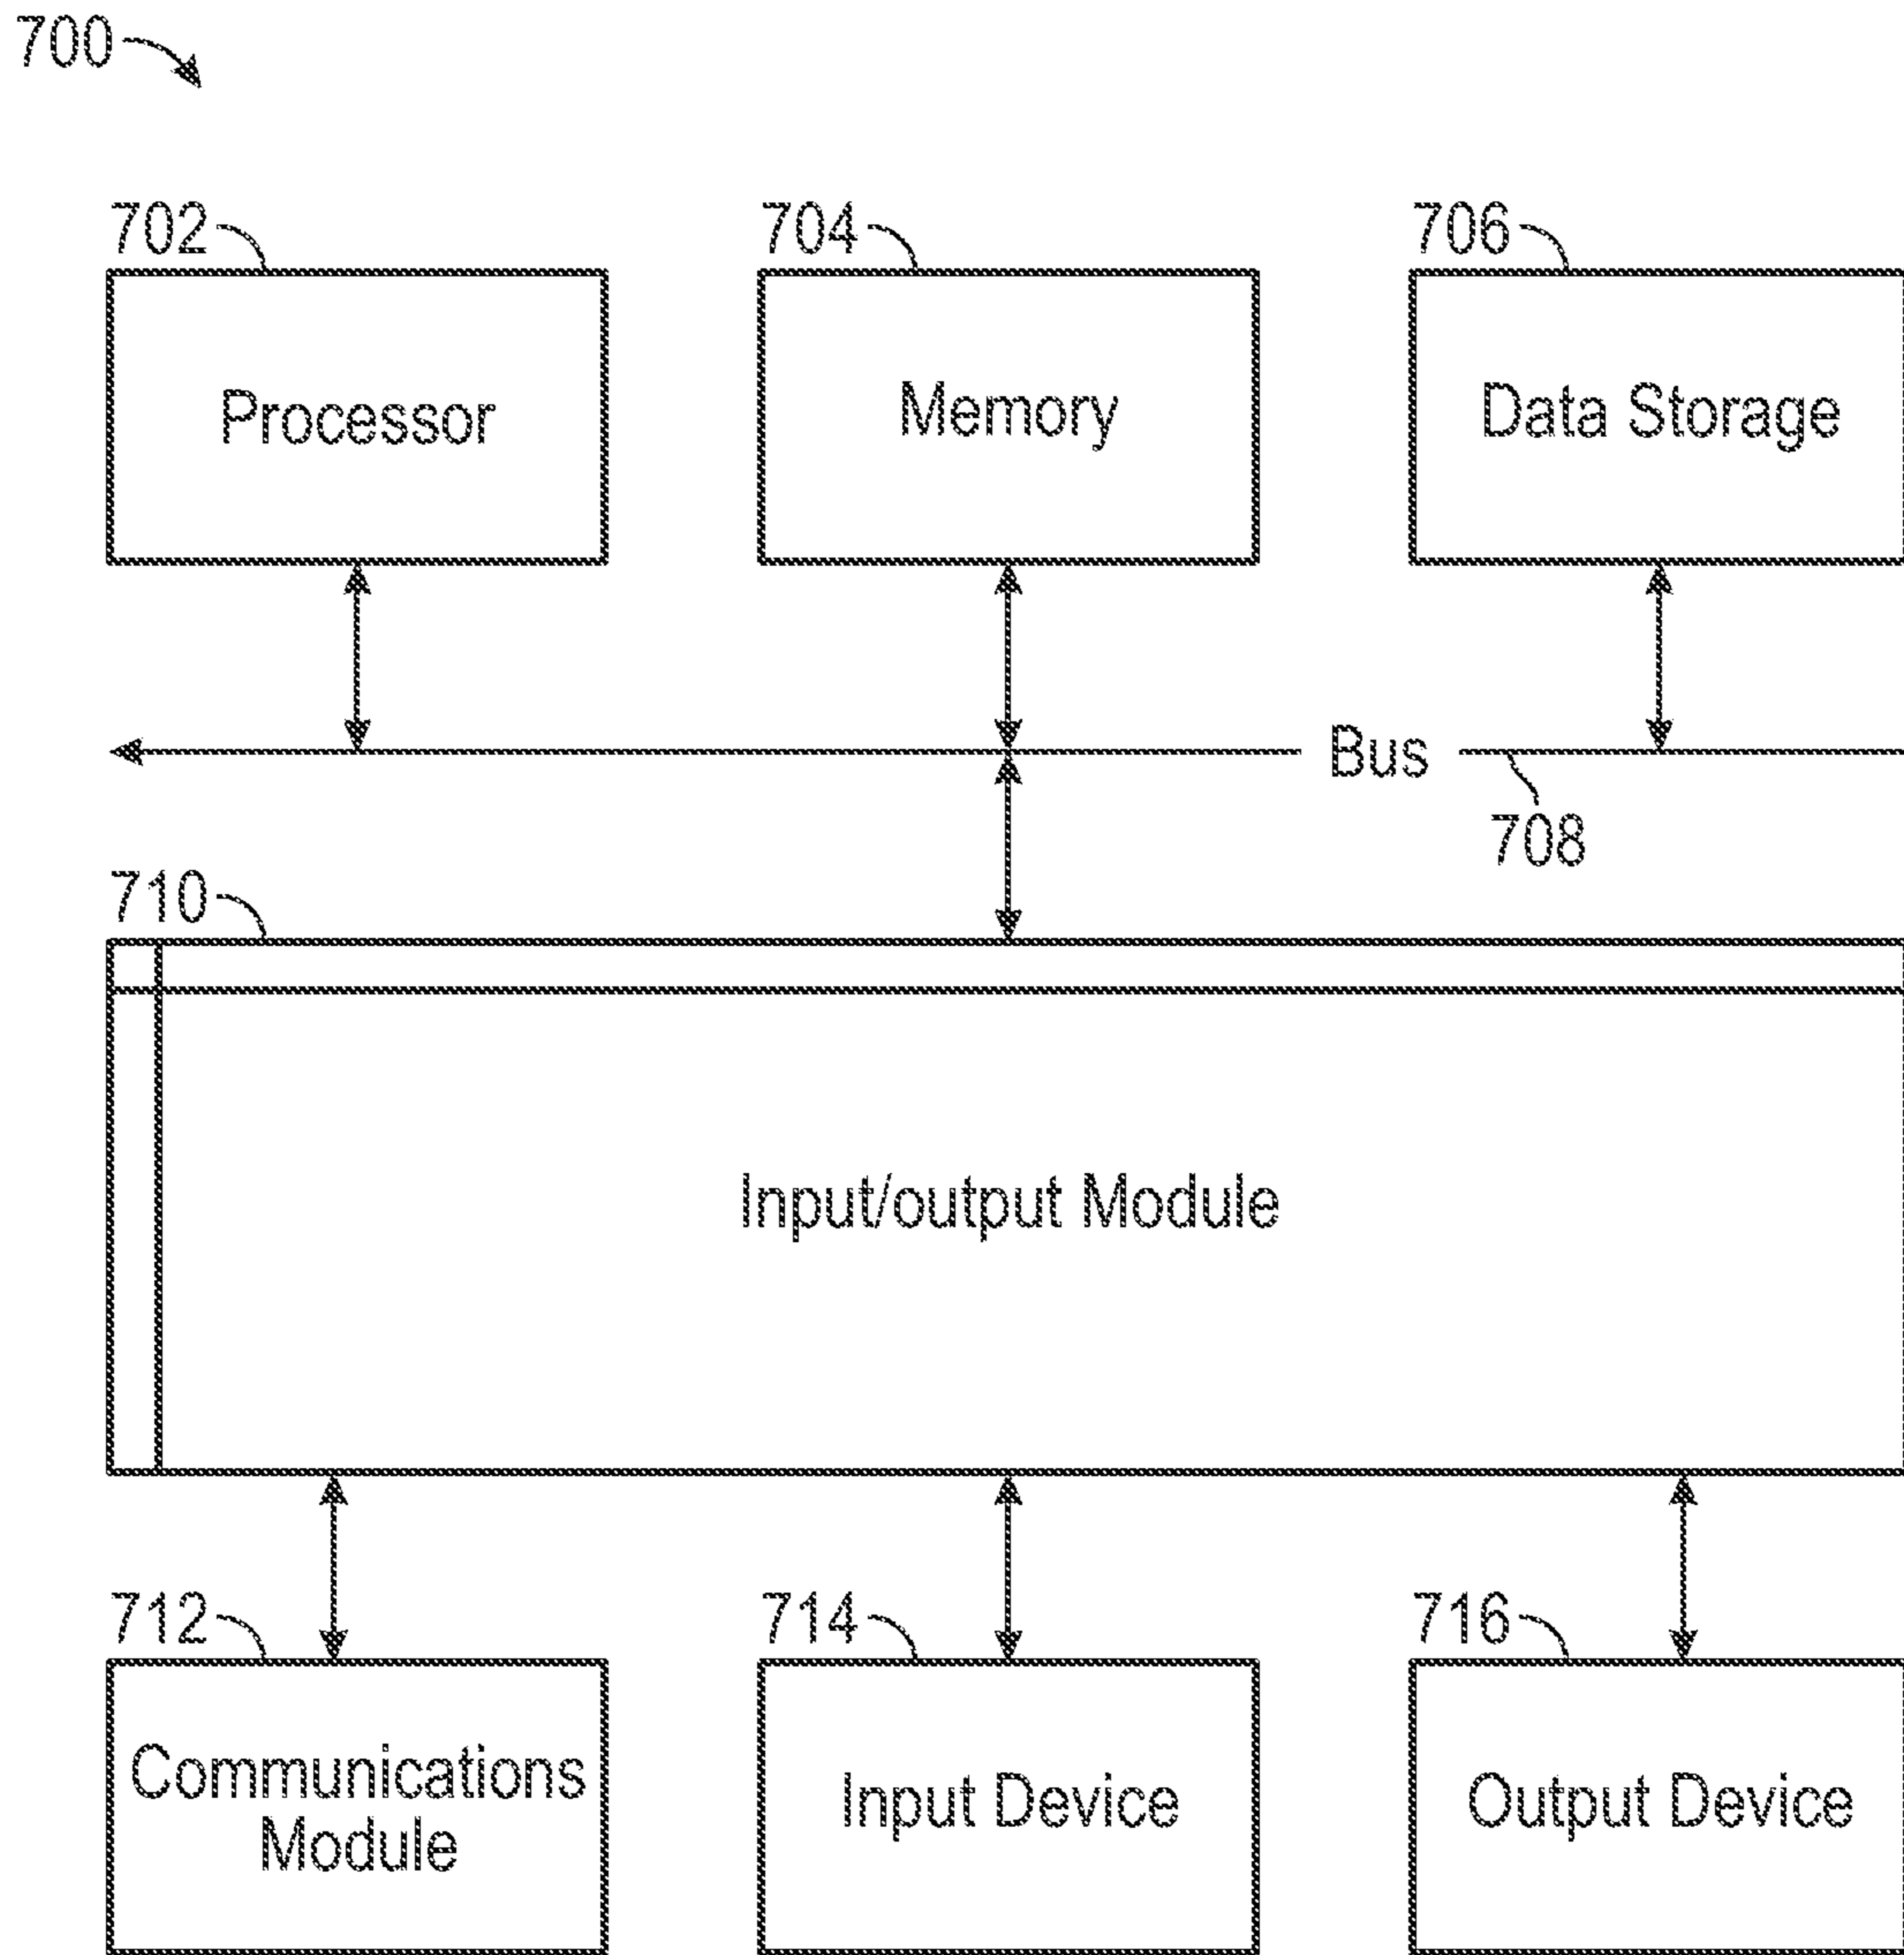 700
702
704
706
Processor
Memory
Data Storage
Bus
708
710
Input/output Module
712
714
716
Communications
Module
Input Device
Output Device